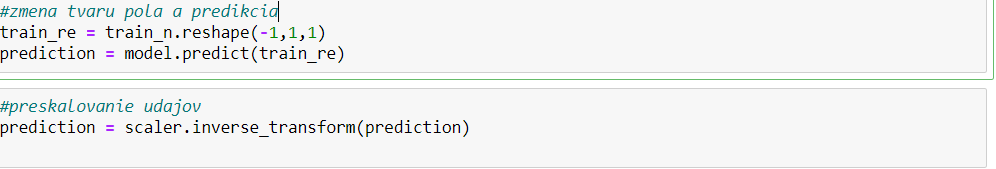 #zmena tvaru pola a predikcia
train_re = train_n.reshape(-1,1,1)
prediction = model.predict(train_re)
#preskalovanie udajov
prediction = scaler.inverse_transform(prediction)